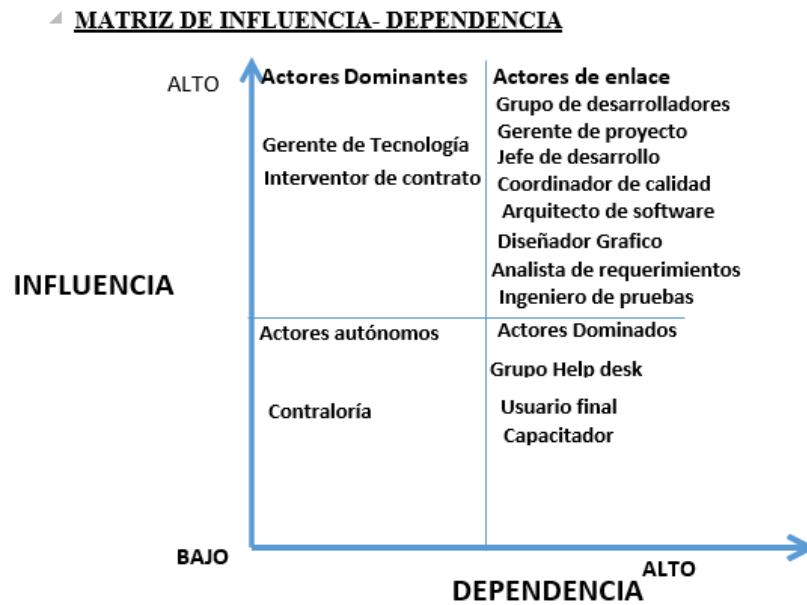 MATRIZ DE INFLUENCIA- DEPENDENCIA
ALTO
Actores Dominantes
Gerente de Tecnología
Interventor de contrato
Actores de enlace
Grupo de desarrolladores
Gerente de proyecto
Jefe de desarrollo
Coordinador de calidad
Arquitecto de software
Diseñador Grafico
Analista de requerimientos
Ingeniero de pruebas
INFLUENCIA
Actores autónomos
Contraloría
Actores Dominados
Grupo Help desk
Usuario final
Capacitador
BAJO
ALTO
DEPENDENCIA